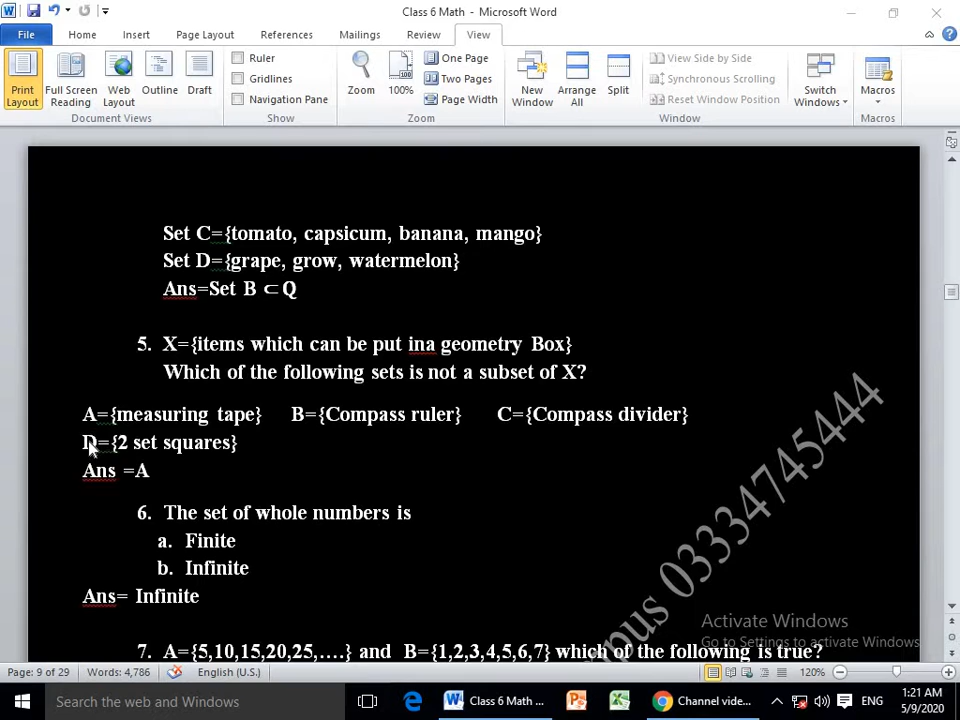 Class 6 Math - Microsoft Word
File Home Insert Page Layout References Mailings Review View
Print Layout
Full Screen Reading
Web Layout
Outline
Draft
Document Views
Ruler
Gridlines
Navigation Pane
Show
Zoom
100%
One Page
Two Pages
Page Width
Zoom
New Window
Arrange All
Split
View Side by Side
Synchronous Scrolling
Reset Window Position
Window
Switch Windows
Macros
Macros
Set C={tomato, capsicum, banana, mango}
Set D={grape, grow, watermelon}
Ans=Set B ⊂ Q
5. X={items which can be put ina geometry Box}
Which of the following sets is not a subset of X?
A={measuring tape} B={Compass ruler} C={Compass divider}
D={2 set squares}
Ans =A
6. The set of whole numbers is
a. Finite
b. Infinite
Ans= Infinite
7. A={5,10,15,20,25,....} and B={1,2,3,4,5,6,7} which of the following is true?
03334745455
Activate Windows
Go to Settings to activate Windows.
Page: 9 of 29 Words: 4,786 English (U.S.) 120%
Search the web and Windows
Class 6 Math - ...
Channel vide...
ENG
1:21 AM
5/9/2020